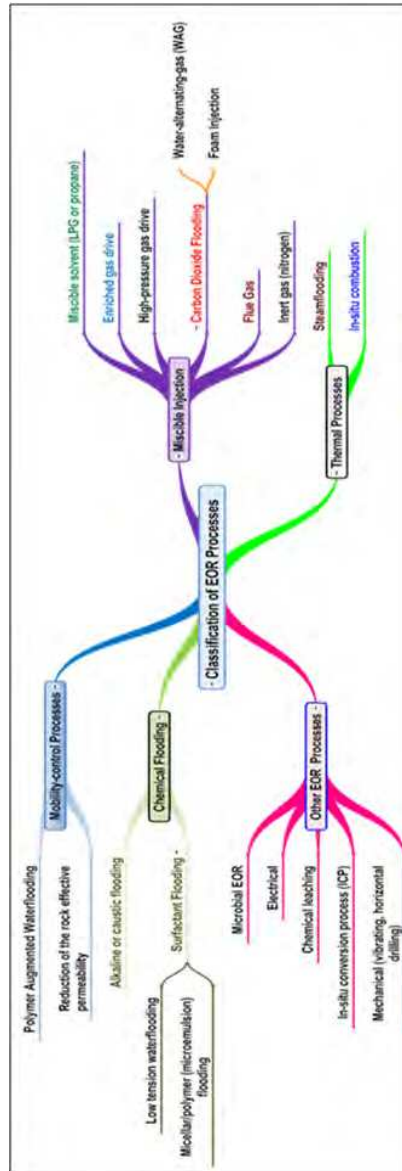 - Classification of EOR Processes -
Mobility-control Processes -
Polymer Augmented Waterflooding
Reduction of the rock effective
permeability
Chemical Flooding -
Alkaline or caustic flooding
Surfactant Flooding -
Low tension waterflooding
Micellar/polymer (microemulsion)
flooding
Other EOR Processes -
Microbial EOR
Electrical
Chemical leaching
In-situ conversion process (ICP)
Mechanical (vibrating, horizontal
drilling)
- Miscible Injection -
Miscible solvent (LPG or propane)
Enriched gas drive
High-pressure gas drive
- Carbon Dioxide Flooding
Water-alternating-gas (WAG)
Foam Injection
Flue Gas
Inert gas (nitrogen)
- Thermal Processes
Steamflooding
In-situ combustion